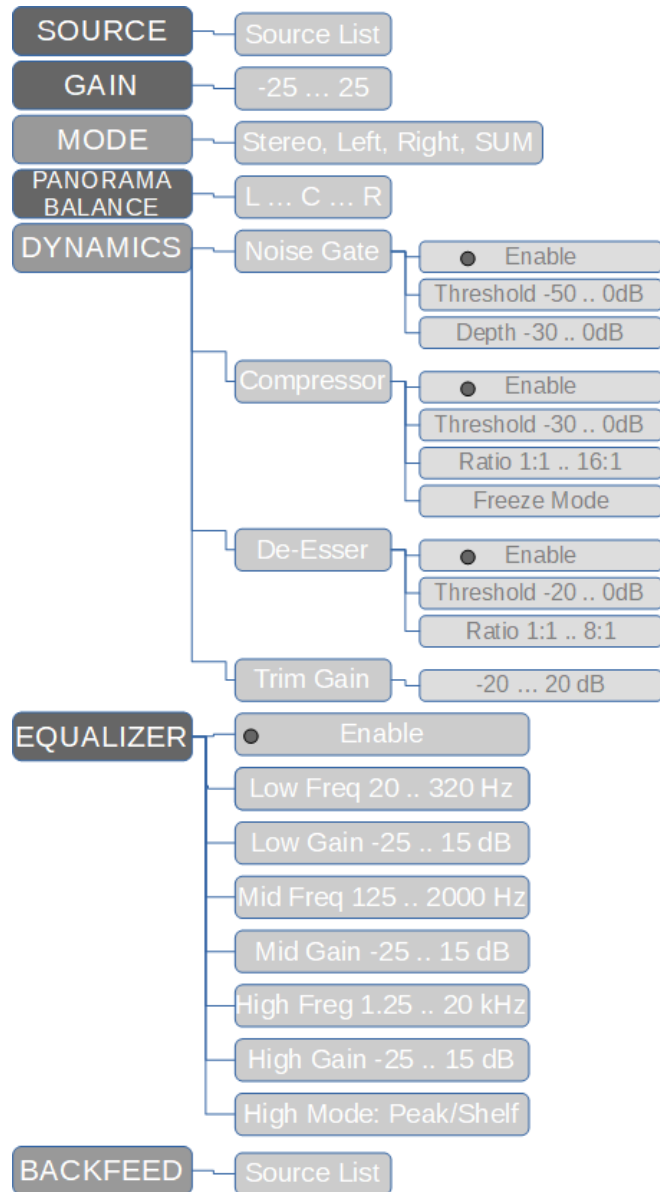 SOURCE
Source List
GAIN
-25 ... 25
MODE
Stereo, Left, Right, SUM
PANORAMA
BALANCE
L ... C ... R
DYNAMICS
Noise Gate
Enable
Threshold -50 .. 0dB
Depth -30 .. 0dB
Compressor
Enable
Threshold -30 .. 0dB
Ratio 1:1 .. 16:1
Freeze Mode
De-Esser
Enable
Threshold -20 .. 0dB
Ratio 1:1 .. 8:1
Trim Gain
-20 ... 20 dB
EQUALIZER
Enable
Low Freq 20 .. 320 Hz
Low Gain -25 .. 15 dB
Mid Freq 125 .. 2000 Hz
Mid Gain -25 .. 15 dB
High Freg 1.25 .. 20 kHz
High Gain -25 .. 15 dB
High Mode: Peak/Shelf
BACKFEED
Source List